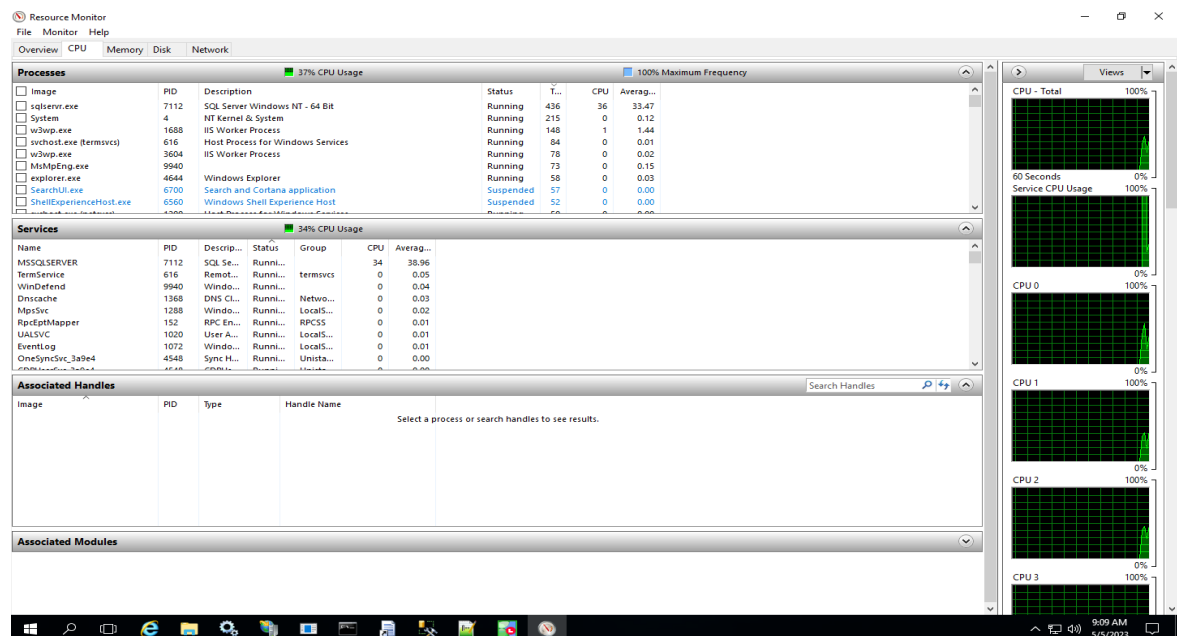 Resource Monitor
File Monitor Help
Overview CPU Memory Disk Network
Processes 37% CPU Usage 100% Maximum Frequency
Image PID Description Status T... CPU Averag...
sqlservr.exe 7112 SQL Server Windows NT - 64 Bit Running 436 36 33.47
System 4 NT Kernel & System Running 215 0 0.12
w3wp.exe 1688 IIS Worker Process Running 148 1 1.44
svchost.exe (termsvcs) 616 Host Process for Windows Services Running 84 0 0.01
w3wp.exe 3604 IIS Worker Process Running 78 0 0.02
MsMpEng.exe 9940 Running 73 0 0.15
explorer.exe 4644 Windows Explorer Running 58 0 0.03
SearchUI.exe 6700 Search and Cortana application Suspended 57 0 0.00
ShellExperienceHost.exe 6560 Windows Shell Experience Host Suspended 52 0 0.00
Services 34% CPU Usage
Name PID Descrip... Status Group CPU Averag...
MSSQLSERVER 7112 SQL Se... Runni... 34 38.96
TermService 616 Remot... Runni... termsvcs 0 0.05
WinDefend 9940 Windo... Runni... 0 0.04
Dnscache 1368 DNS Cl... Runni... Netwo... 0 0.03
MpsSvc 1288 Windo... Runni... LocalS... 0 0.02
RpcEptMapper 152 RPC En... Runni... RPCSS 0 0.01
UALSVC 1020 User A... Runni... LocalS... 0 0.01
EventLog 1072 Windo... Runni... LocalS... 0 0.01
OneSyncSvc_3a9e4 4548 Sync H... Runni... Unista... 0 0.00
Associated Handles Search Handles
Image PID Type Handle Name
Select a process or search handles to see results.
Associated Modules
Views
CPU - Total 100%
60 Seconds 0%
Service CPU Usage 100%
0%
CPU 0 100%
0%
CPU 1 100%
0%
CPU 2 100%
0%
CPU 3 100%
9:09 AM
5/5/2023